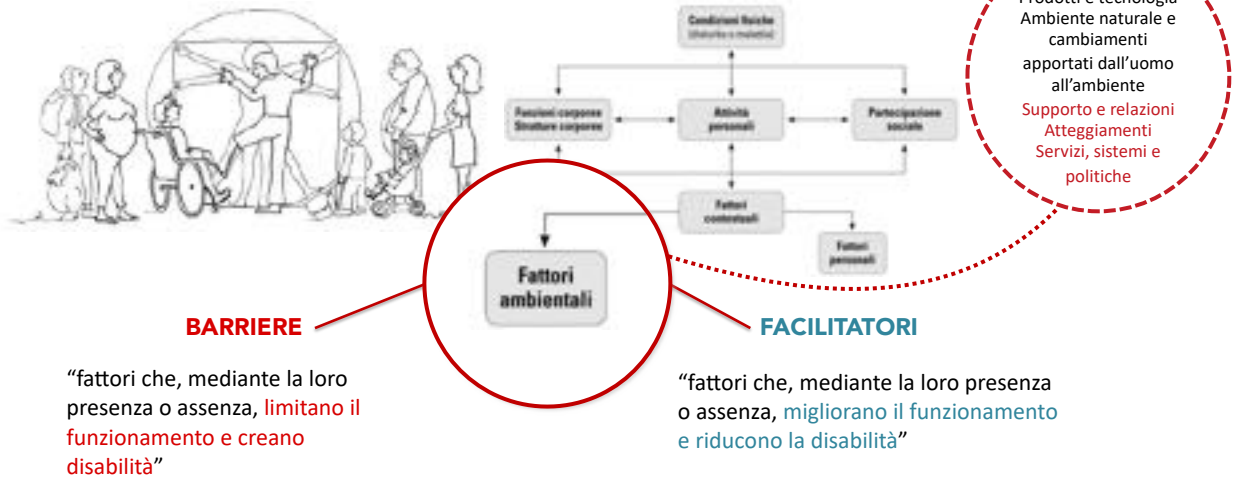 Prodotti e tecnologia
Ambiente naturale e
cambiamenti
apportati dall'uomo
all'ambiente
Supporto e relazioni
Atteggiamenti
Servizi, sistemi e
politiche
Condizioni fisiche
(disturbo o malattia)
Funzioni corporee
Strutture corporee
Attività
personali
Partecipazione
sociale
Fattori
contestuali
Fattori
personali
Fattori
ambientali
BARRIERE
FACILITATORI
“fattori che, mediante la loro
presenza o assenza, limitano il
funzionamento e creano
disabilità”
“fattori che, mediante la loro presenza
o assenza, migliorano il funzionamento
e riducono la disabilità”